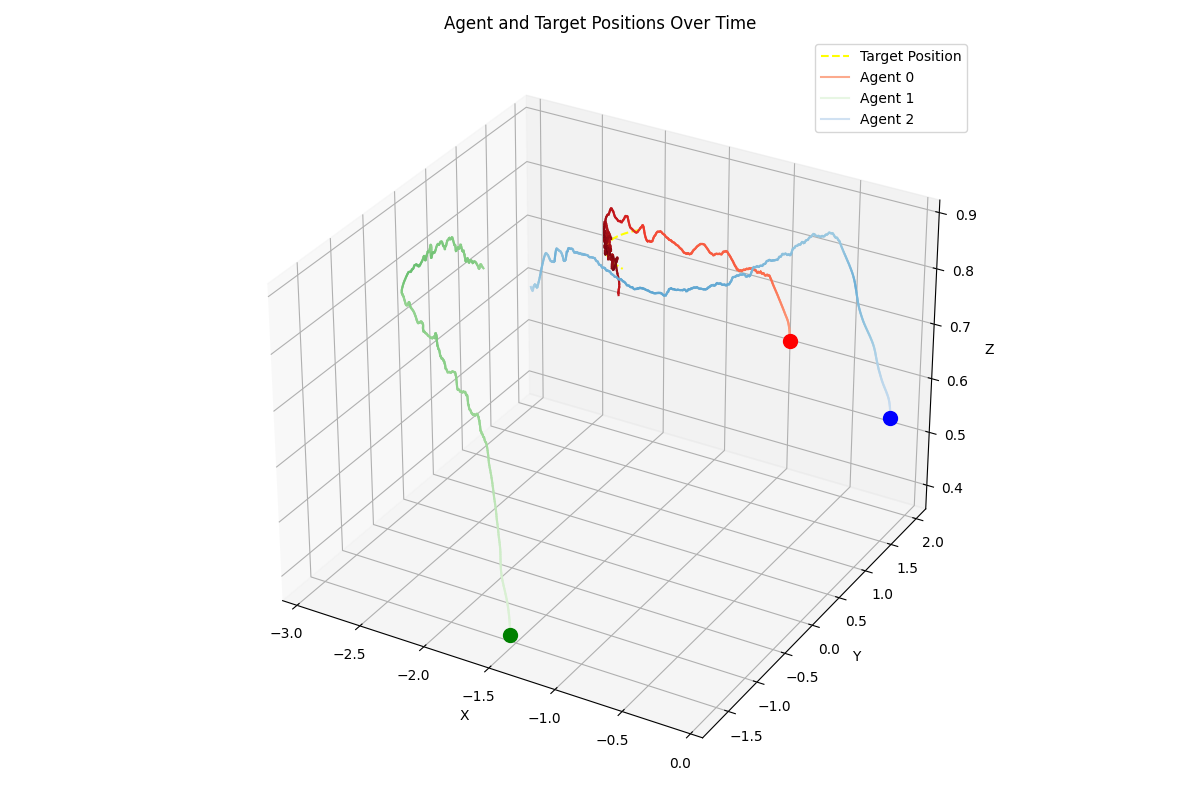 Agent and Target Positions Over Time
Target Position
Agent 0
Agent 1
Agent 2
0.9
0.8
0.7
0.6
0.5
0.4
Z
2.0
1.5
1.0
0.5
0.0
−0.5
−1.0
−1.5
Y
−3.0
−2.5
−2.0
−1.5
−1.0
−0.5
0.0
X